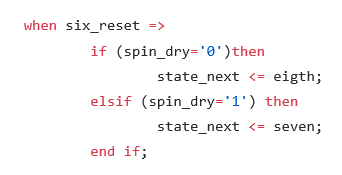 when six_reset =>
if (spin_dry='0')then
state_next <= eigth;
elsif (spin_dry='1') then
state_next <= seven;
end if;